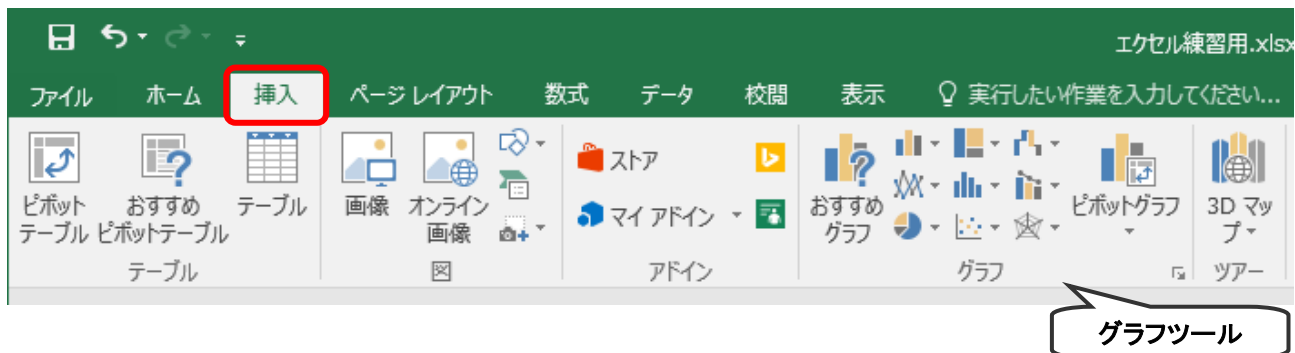 エクセル練習用.xlsx
ファイル ホーム 挿入 ページ レイアウト 数式 データ 校閲 表示 実行したい作業を入力してください...
ピボット
テーブル
おすすめ
ピボットテーブル
テーブル
画像
オンライン
画像
ストア
マイ アドイン
おすすめ
グラフ
ピボットグラフ
3D マッ
プ
テーブル 図 アドイン グラフ ツアー
グラフツール